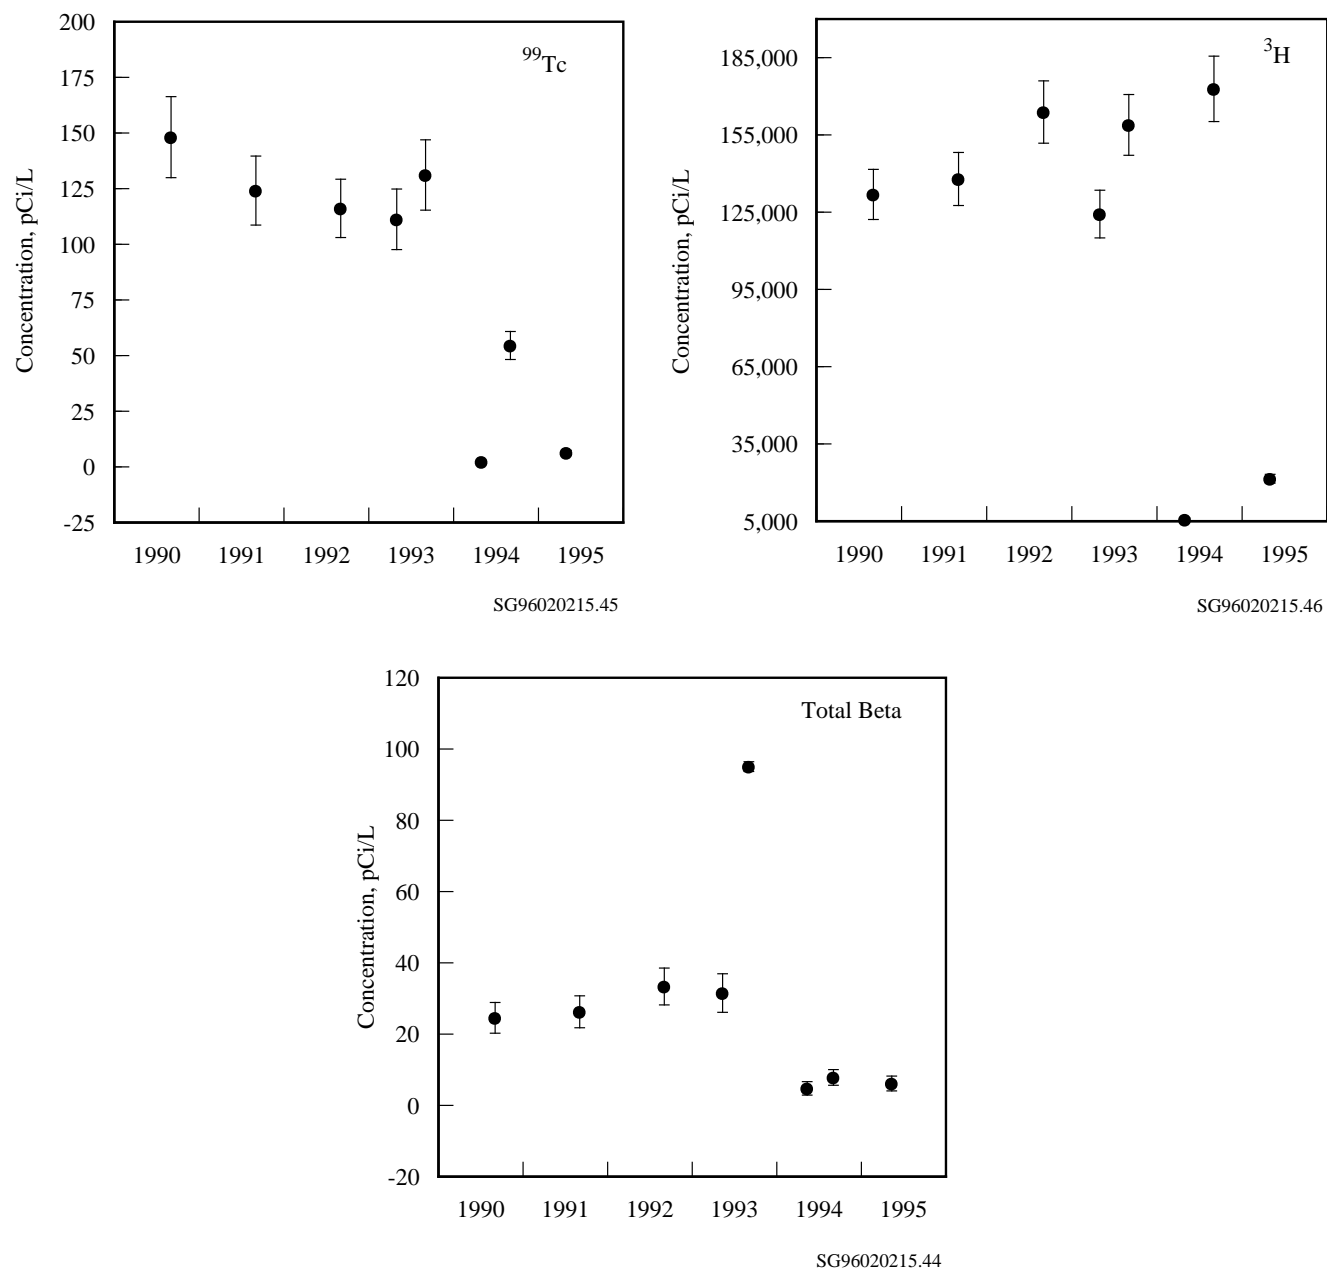 200
175
150
125
100
75
50
25
0
-25
Concentration, pCi/L
99Tc
1990 1991 1992 1993 1994 1995
SG96020215.45
185,000
155,000
125,000
95,000
65,000
35,000
5,000
Concentration, pCi/L
3H
1990 1991 1992 1993 1994 1995
SG96020215.46
120
100
80
60
40
20
0
-20
Concentration, pCi/L
Total Beta
1990 1991 1992 1993 1994 1995
SG96020215.44